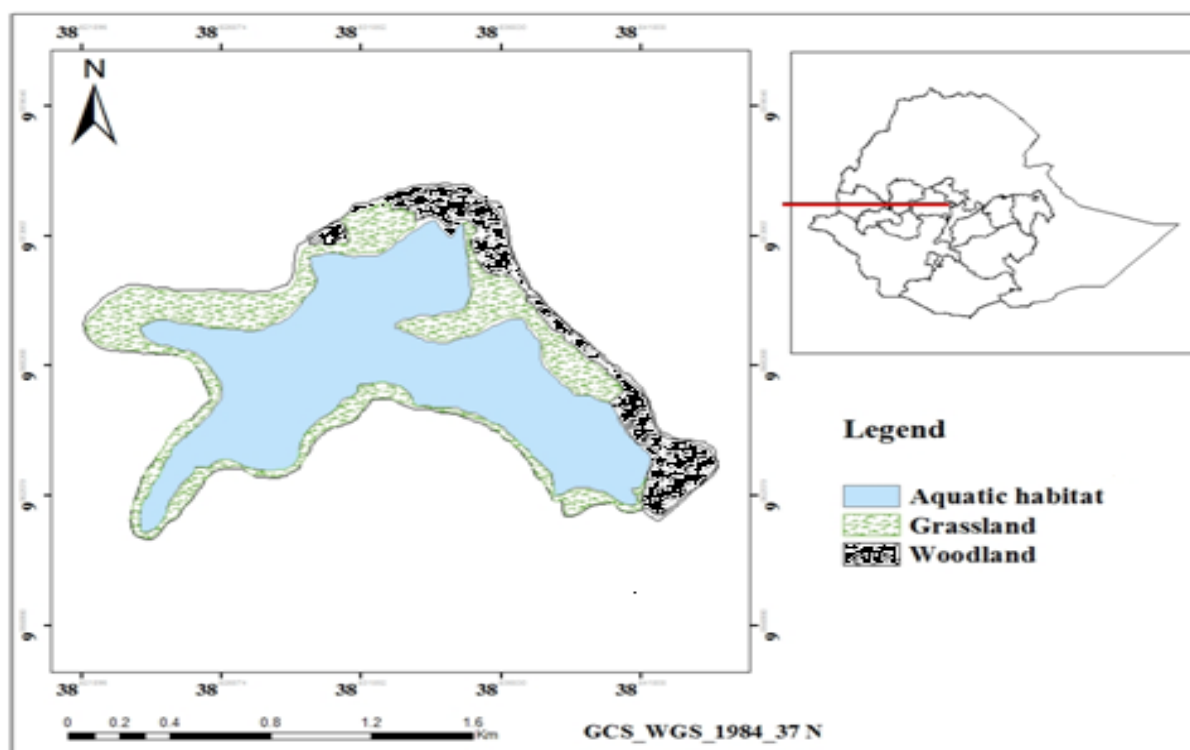 38 38 38 38 38
N
9 9
9 9
9 9
9 9
9 9
Legend
Aquatic habitat
Grassland
Woodland
38 38 38 38 38
0 0.2 0.4 0.8 1.2 1.6
Km
GCS_WGS_1984_37 N